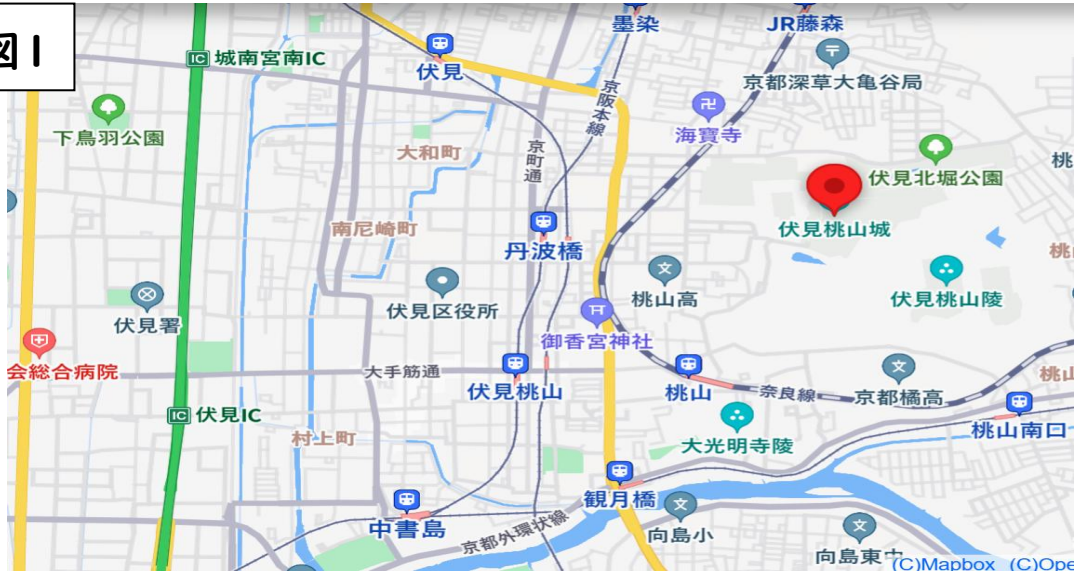 図1
墨染
JR藤森
IC 城南宮南IC
伏見
京都深草大亀谷局
下鳥羽公園
京阪本線
海寶寺
大和町
京町通
桃
伏見北堀公園
南尼崎町
丹波橋
伏見桃山城
桃
伏見区役所
桃山高
伏見桃山陵
伏見署
御香宮神社
会総合病院
大手筋通
伏見桃山
桃山
奈良線
京都橘高
桃山
IC 伏見IC
村上町
大光明寺陵
桃山南口
観月橋
中書島
京都外環状線
向島小
向島東中
(C)Mapbox (C)Ope